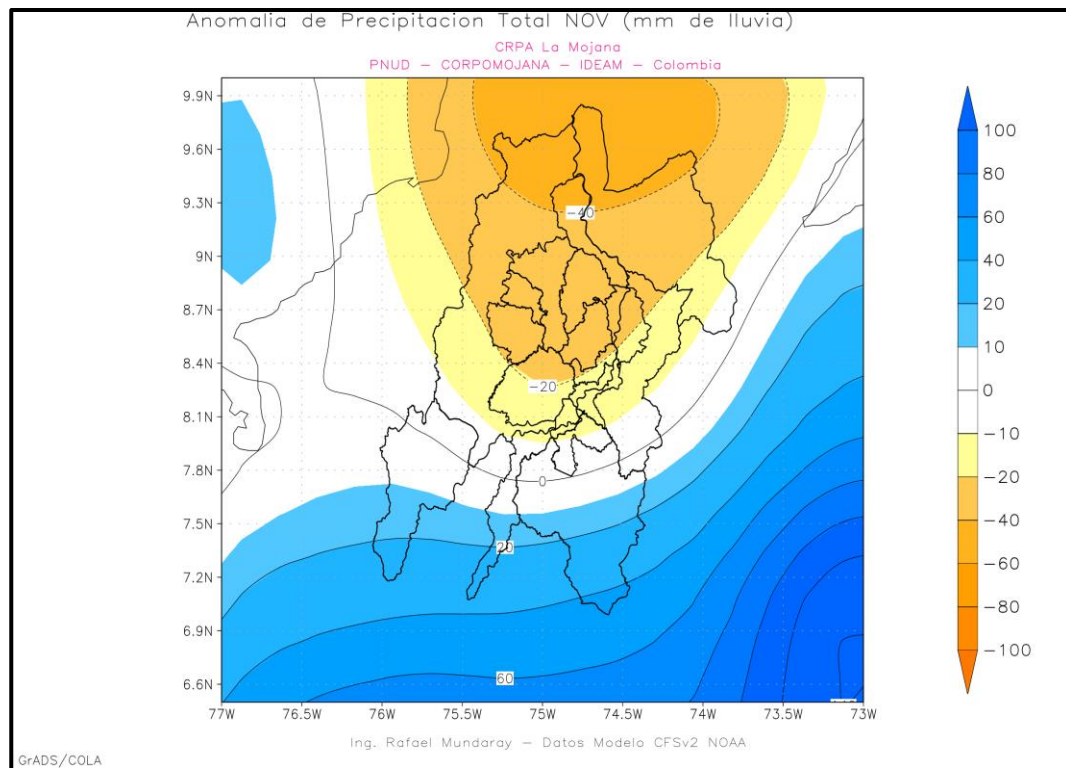 Anomalia de Precipitacion Total NOV (mm de lluvia)
CRPA La Mojana
PNUD – CORPOMOJANA – IDEAM – Colombia
9.9N
9.6N
9.3N
9N
8.7N
8.4N
8.1N
7.8N
7.5N
7.2N
6.9N
6.6N
−40
−20
0
20
60
77W
76.5W
76W
75.5W
75W
74.5W
74W
73.5W
73W
100
80
60
40
20
10
0
−10
−20
−40
−60
−80
−100
Ing. Rafael Mundaray – Datos Modelo CFSv2 NOAA
GrADS/COLA